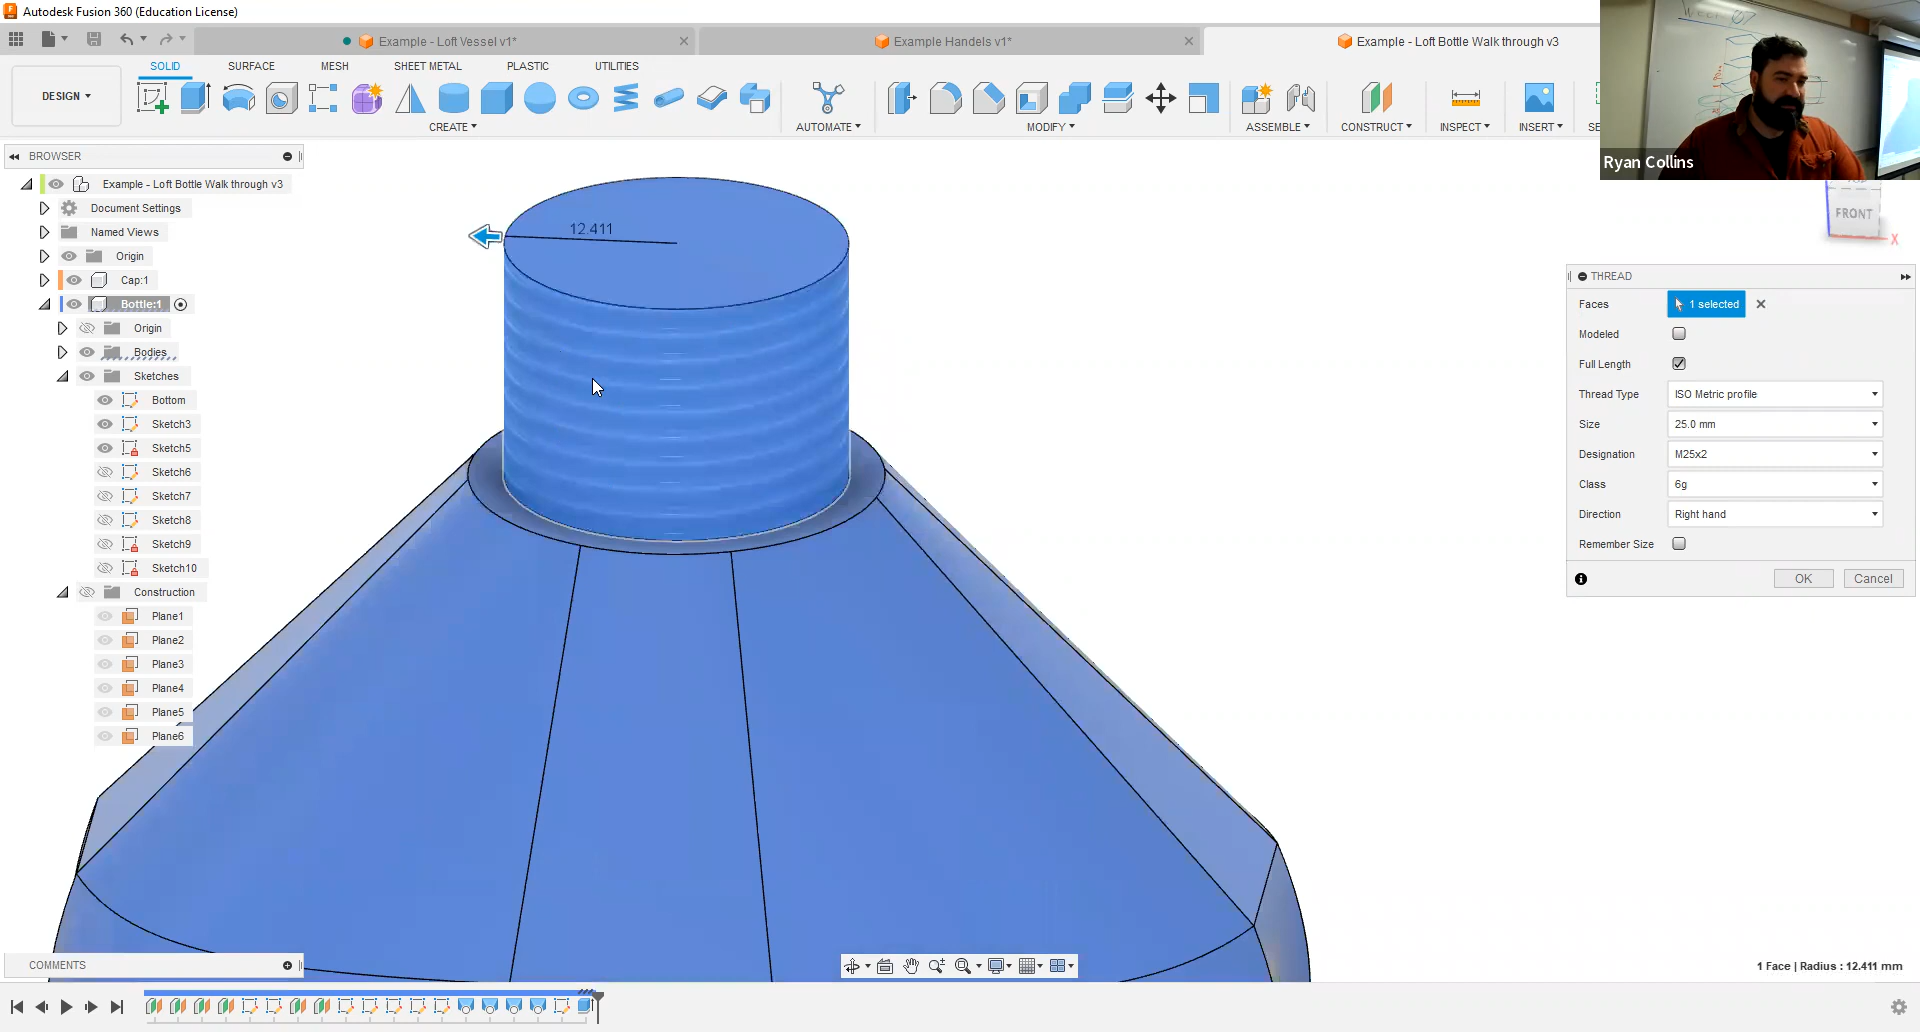 Autodesk Fusion 360 (Education License)
Example - Loft Vessel v1*
Example Handels v1*
Example - Loft Bottle Walk through v3
DESIGN
SOLID
SURFACE
MESH
SHEET METAL
PLASTIC
UTILITIES
CREATE
AUTOMATE
MODIFY
ASSEMBLE
CONSTRUCT
INSPECT
INSERT
SE
Ryan Collins
BROWSER
Example - Loft Bottle Walk through v3
Document Settings
Named Views
Origin
Cap:1
Bottle:1
Origin
Bodies
Sketches
Bottom
Sketch3
Sketch5
Sketch6
Sketch7
Sketch8
Sketch9
Sketch10
Construction
Plane1
Plane2
Plane3
Plane4
Plane5
Plane6
12.411
FRONT
X
THREAD
Faces 1 selected
Modeled
Full Length
Thread Type ISO Metric profile
Size 25.0 mm
Designation M25x2
Class 6g
Direction Right hand
Remember Size
OK Cancel
COMMENTS
1 Face | Radius : 12.411 mm